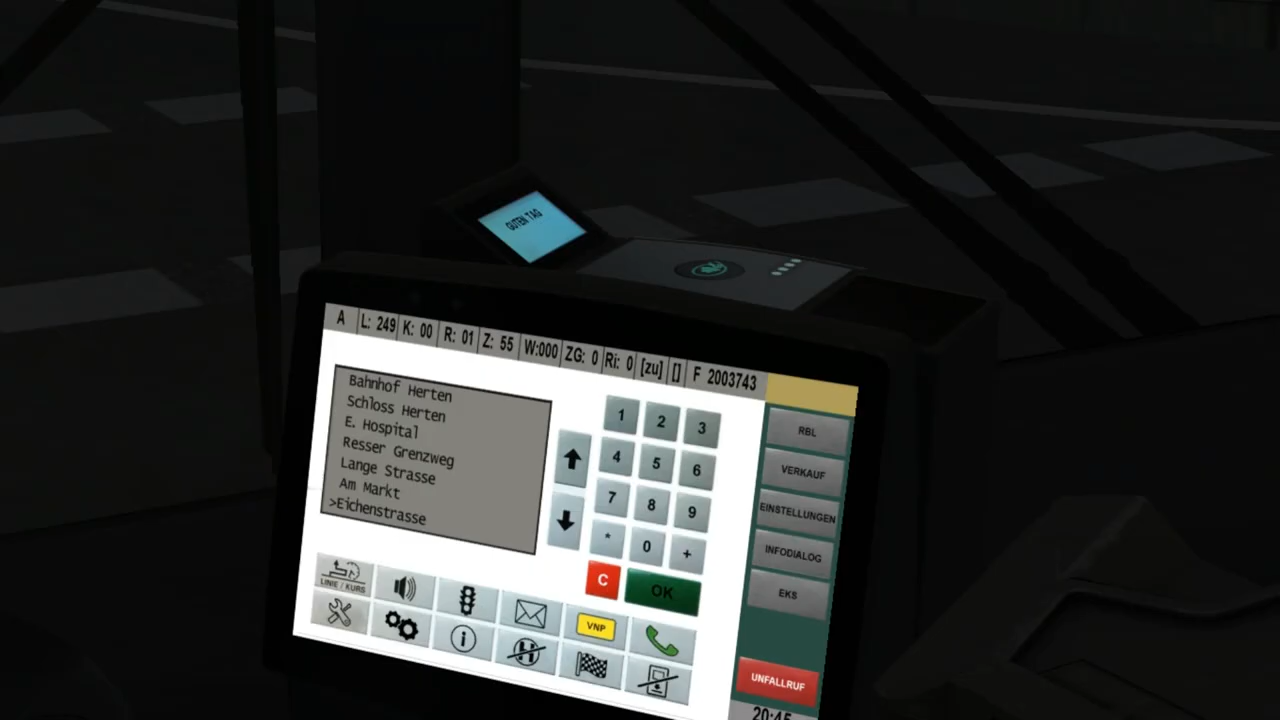 GUTEN TAG
A L: 249 K: 00 R: 01 Z: 55 W:000 ZG: 0 Ri: 0 [zu] [] F 2003743
Bahnhof Herten
Schloss Herten
E. Hospital
Resser Grenzweg
Lange Strasse
Am Markt
>Eichenstrasse
1 2 3
4 5 6
7 8 9
* 0 +
C OK
RBL
VERKAUF
EINSTELLUNGEN
INFODIALOG
EKS
UNFALLRUF
LINIE / KURS
VNP
i
H
20:45